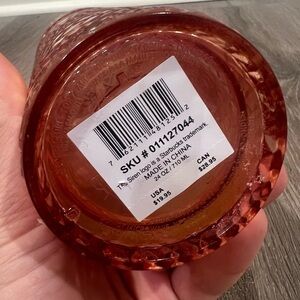 SKU # 011127044
The Siren logo is a Starbucks trademark.
MADE IN CHINA
24 OZ / 710 ML
USA
$19.95
CAN
$26.95